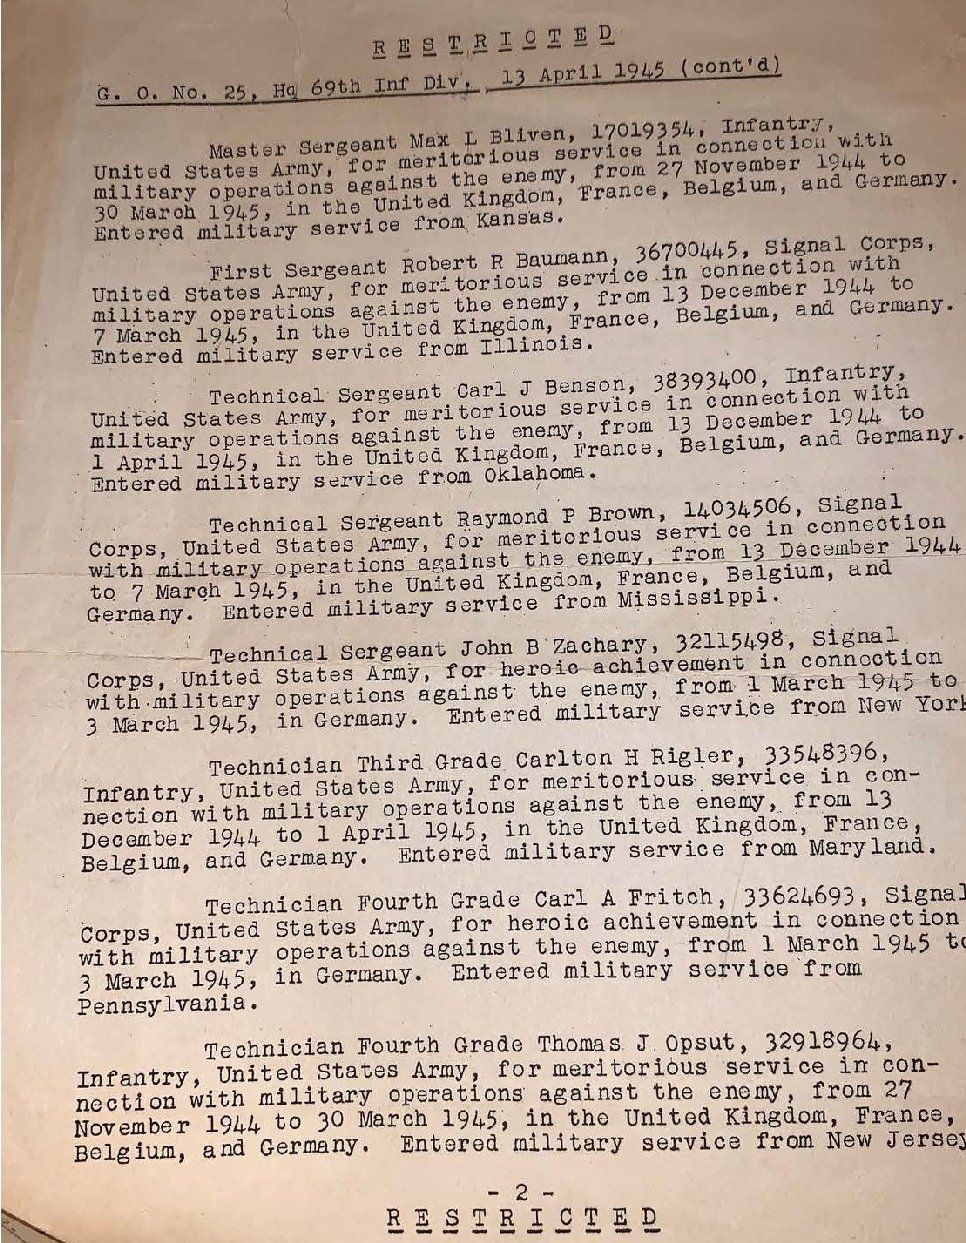 RESTRICTED
G. O. No. 25, Hq 69th Inf Div, 13 April 1945 (cont'd)
Master Sergeant Max L Bliven, 17019354, Infantry,
United States Army, for meritorious service in connection with
military operations against the enemy, from 27 November 1944 to
30 March 1945, in the United Kingdom, France, Belgium, and Germany.
Entered military service from Kansas.
First Sergeant Robert R Baumann, 36700445, Signal Corps,
United States Army, for meritorious service in connection with
military operations against the enemy, from 13 December 1944 to
7 March 1945, in the United Kingdom, France, Belgium, and Germany.
Entered military service from Illinois.
Technical Sergeant Carl J Benson, 38393400, Infantry,
United States Army, for meritorious service in connection with
military operations against the enemy, from 13 December 1944 to
1 April 1945, in the United Kingdom, France, Belgium, and Germany.
Entered military service from Oklahoma.
Technical Sergeant Raymond P Brown, 14034506, Signal
Corps, United States Army, for meritorious service in connection
with military operations against the enemy, from 13 December 1944
to 7 March 1945, in the United Kingdom, France, Belgium, and
Germany. Entered military service from Mississippi.
Technical Sergeant John B Zachary, 32115498, Signal
Corps, United States Army, for heroic achievement in connection
with military operations against the enemy, from 1 March 1945 to
3 March 1945, in Germany. Entered military service from New York
Technician Third Grade Carlton H Rigler, 33548396,
Infantry, United States Army, for meritorious service in con-
nection with military operations against the enemy, from 13
December 1944 to 1 April 1945, in the United Kingdom, France,
Belgium, and Germany. Entered military service from Maryland.
Technician Fourth Grade Carl A Fritch, 33624693, Signal
Corps, United States Army, for heroic achievement in connection
with military operations against the enemy, from 1 March 1945 to
3 March 1945, in Germany. Entered military service from
Pennsylvania.
Technician Fourth Grade Thomas J Opsut, 32918964,
Infantry, United States Army, for meritorious service in con-
nection with military operations against the enemy, from 27
November 1944 to 30 March 1945, in the United Kingdom, France,
Belgium, and Germany. Entered military service from New Jersey
- 2 -
RESTRICTED